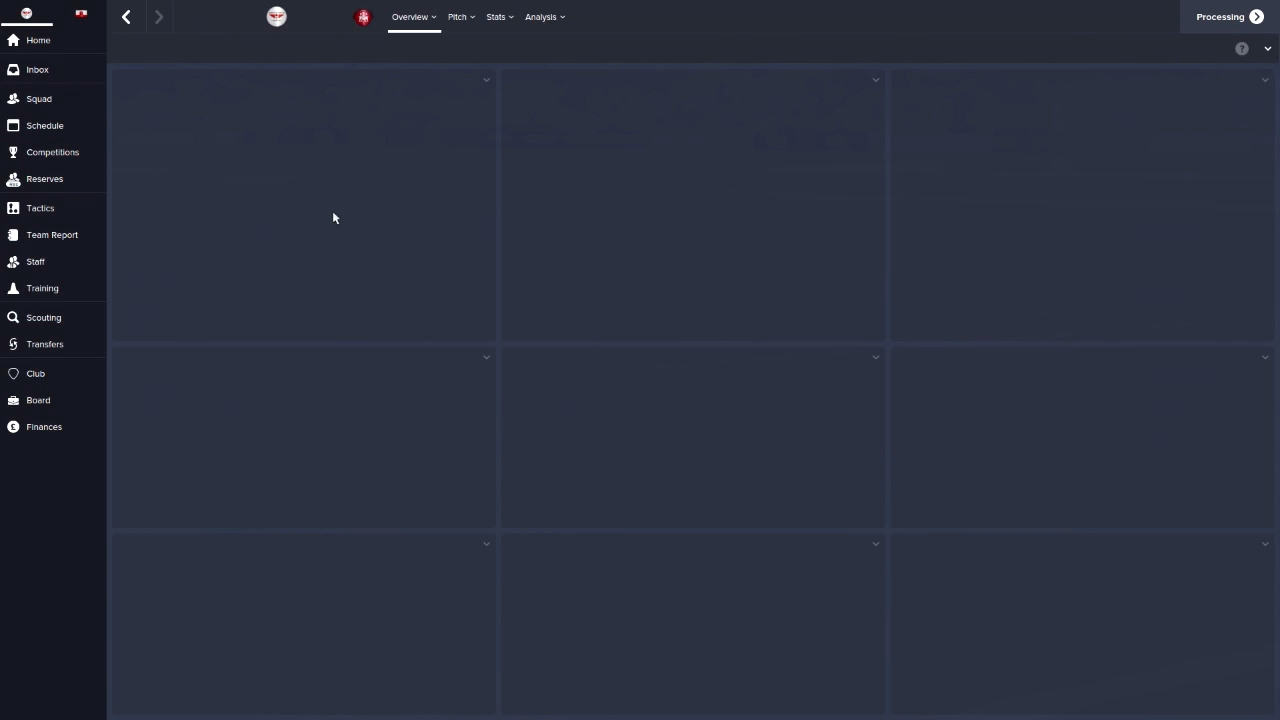 Overview
Pitch
Stats
Analysis
Processing
?
Home
Inbox
Squad
Schedule
Competitions
Reserves
Tactics
Team Report
Staff
Training
Scouting
Transfers
Club
Board
£ Finances